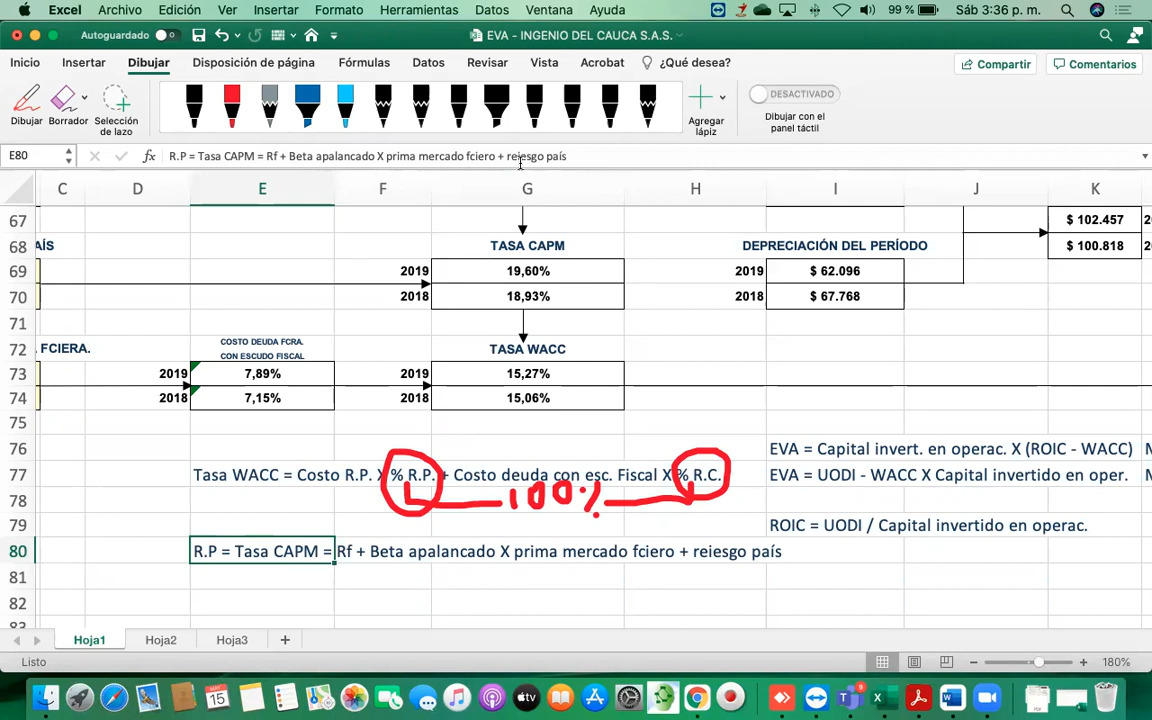 Excel Archivo Edición Ver Insertar Formato Herramientas Datos Ventana Ayuda 99 % Sáb 3:36 p. m.
Autoguardado EVA - INGENIO DEL CAUCA S.A.S.
Inicio Insertar Dibujar Disposición de página Fórmulas Datos Revisar Vista Acrobat ¿Qué desea? Compartir Comentarios
Dibujar Borrador Selección de lazo Agregar lápiz DESACTIVADO Dibujar con el panel táctil
E80 fx R.P = Tasa CAPM = Rf + Beta apalancado X prima mercado fciero + reiesgo país
C D E F G H I J K
67 $ 102.457
68 AÍS TASA CAPM DEPRECIACIÓN DEL PERÍODO $ 100.818
69 2019 19,60% 2019 $ 62.096
70 2018 18,93% 2018 $ 67.768
71
72 FCIERA. COSTO DEUDA FCRA. CON ESCUDO FISCAL TASA WACC
73 2019 7,89% 2019 15,27%
74 2018 7,15% 2018 15,06%
75
76 EVA = Capital invert. en operac. X (ROIC - WACC)
77 Tasa WACC = Costo R.P. X % R.P. + Costo deuda con esc. Fiscal X % R.C. EVA = UODI - WACC X Capital invertido en oper.
78 100%
79 ROIC = UODI / Capital invertido en operac.
80 R.P = Tasa CAPM = Rf + Beta apalancado X prima mercado fciero + reiesgo país
81
82
83
Hoja1 Hoja2 Hoja3
Listo 180%
MAY 15